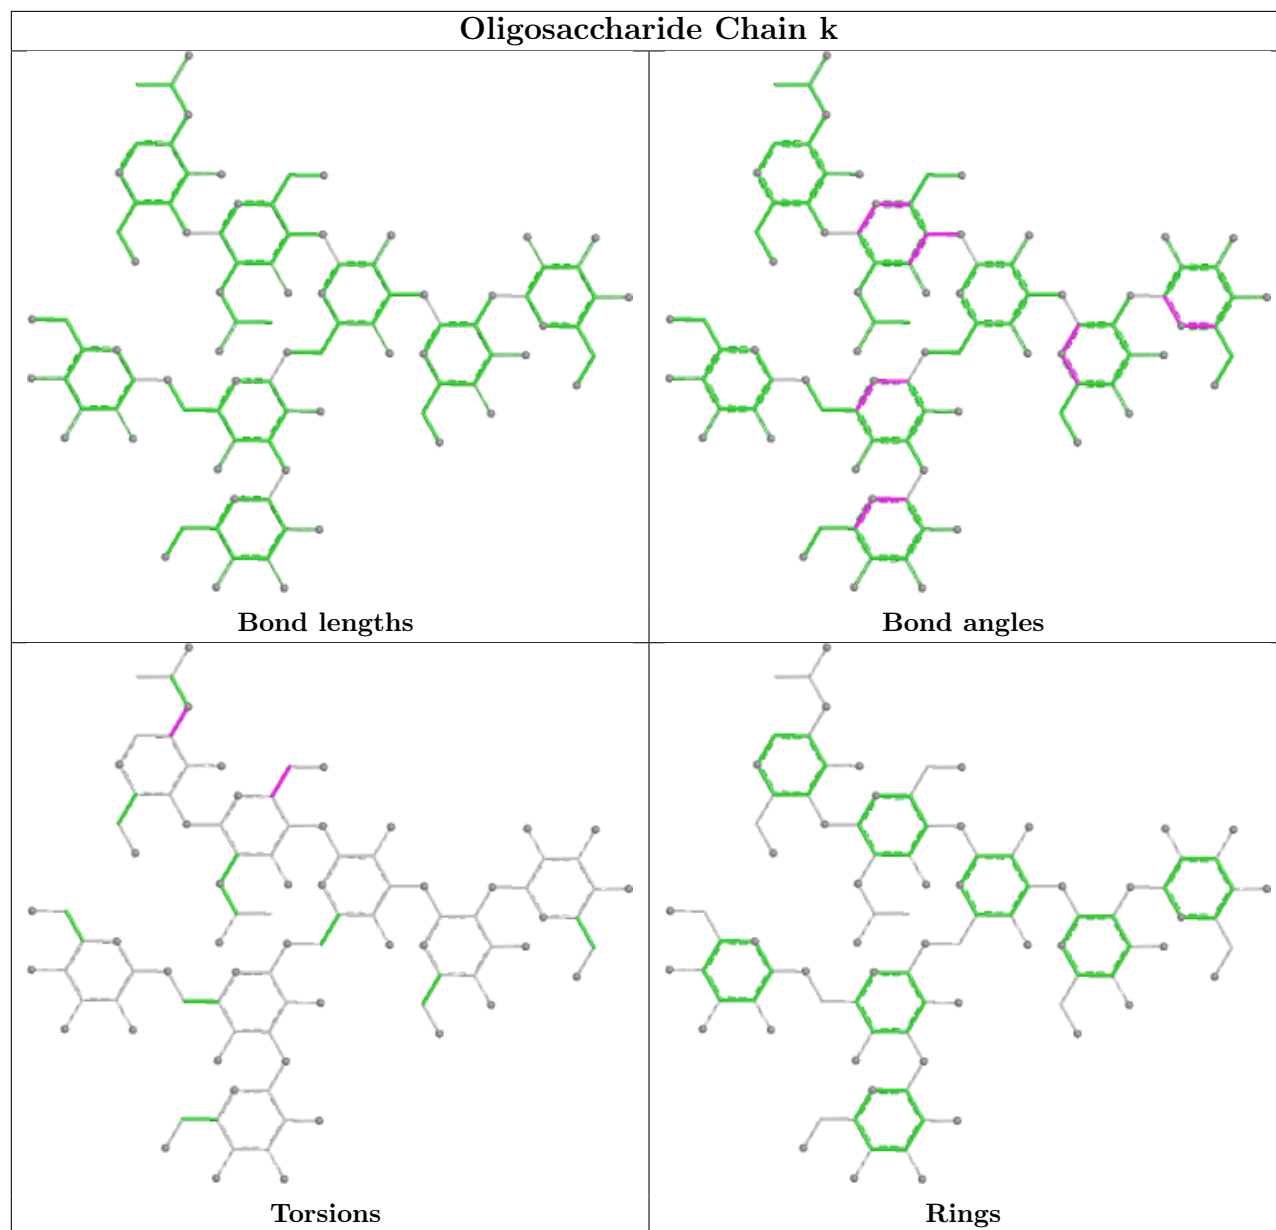 Oligosaccharide Chain k
Bond lengths
Bond angles
Torsions
Rings